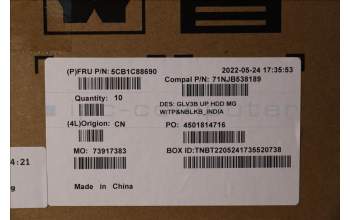 (P)FRU P/N: 5CB1C88690
2022-05-24 17:35:53
Compal P/N: 71NJB538189
Quantity: 10
DES: GLV3B UP HDD MG
W/TP&NBLKB_INDIA
(4L)Origion: CN
PO: 4501814716
MO: 73917383
BOX ID:TNBT2205241735520738
Made in China
4:21
9